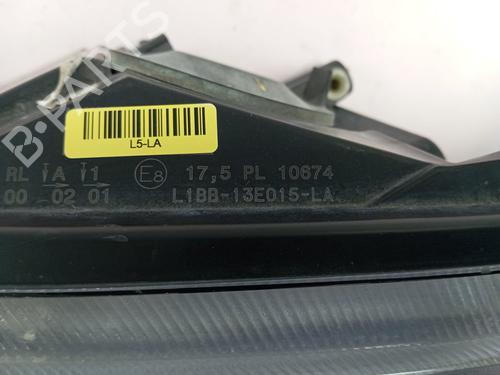 B-PARTS
L5-LA
RL A 1 E8 17,5 PL 10674
00 02 01 L1BB-13E015-LA